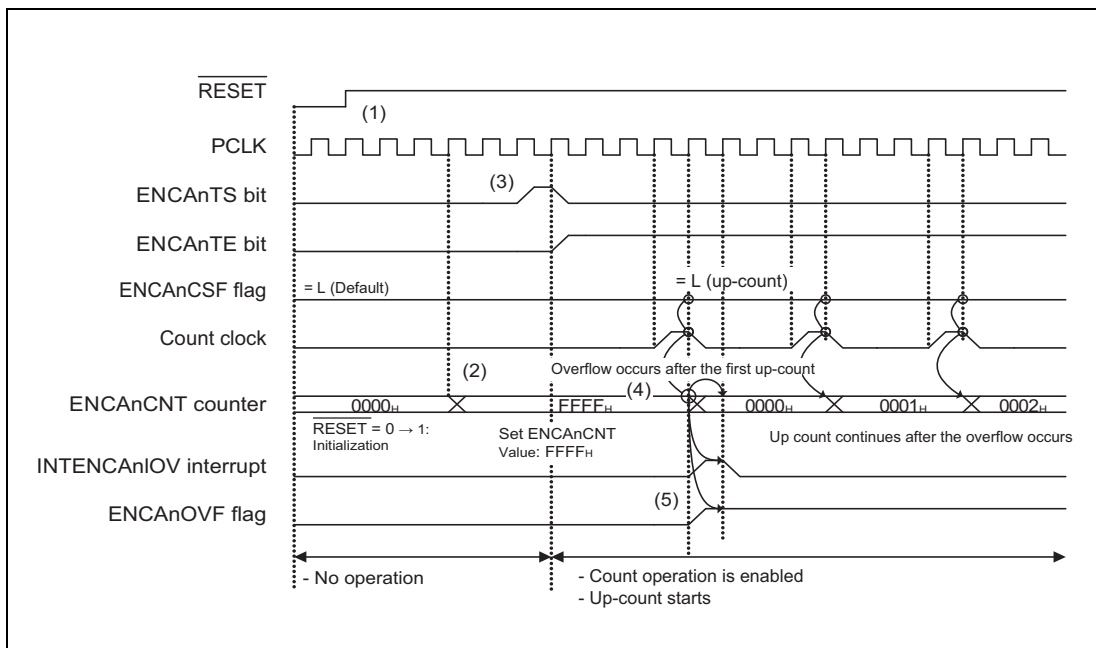 RESET
(1)
PCLK
ENCAnTS bit
(3)
ENCAnTE bit
ENCAnCSF flag
= L (Default)
= L (up-count)
Count clock
(2)
Overflow occurs after the first up-count
(4)
ENCAnCNT counter
0000H
FFFFH
0000H
0001H
0002H
RESET = 0 → 1:
Initialization
Set ENCAnCNT
Value: FFFFH
Up count continues after the overflow occurs
INTENCAnIOV interrupt
(5)
ENCAnOVF flag
- No operation
- Count operation is enabled
- Up-count starts